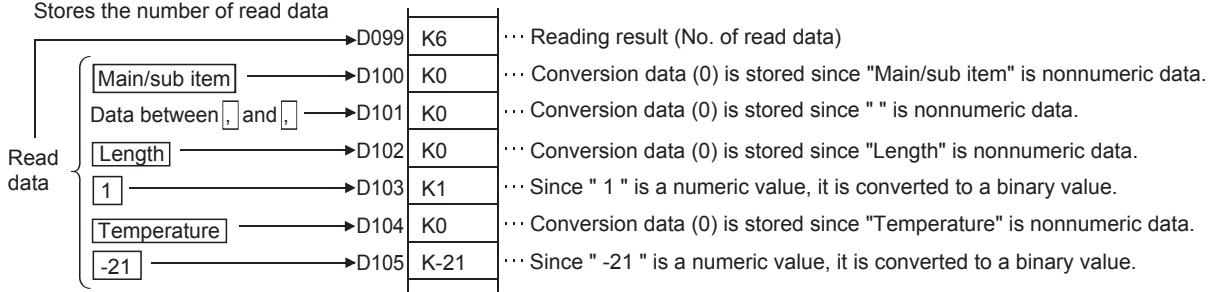 Stores the number of read data
D099 K6 ··· Reading result (No. of read data)
Main/sub item D100 K0 ··· Conversion data (0) is stored since "Main/sub item" is nonnumeric data.
Data between , and , D101 K0 ··· Conversion data (0) is stored since " " is nonnumeric data.
Read data
Length D102 K0 ··· Conversion data (0) is stored since "Length" is nonnumeric data.
1 D103 K1 ··· Since " 1 " is a numeric value, it is converted to a binary value.
Temperature D104 K0 ··· Conversion data (0) is stored since "Temperature" is nonnumeric data.
-21 D105 K-21 ··· Since " -21 " is a numeric value, it is converted to a binary value.